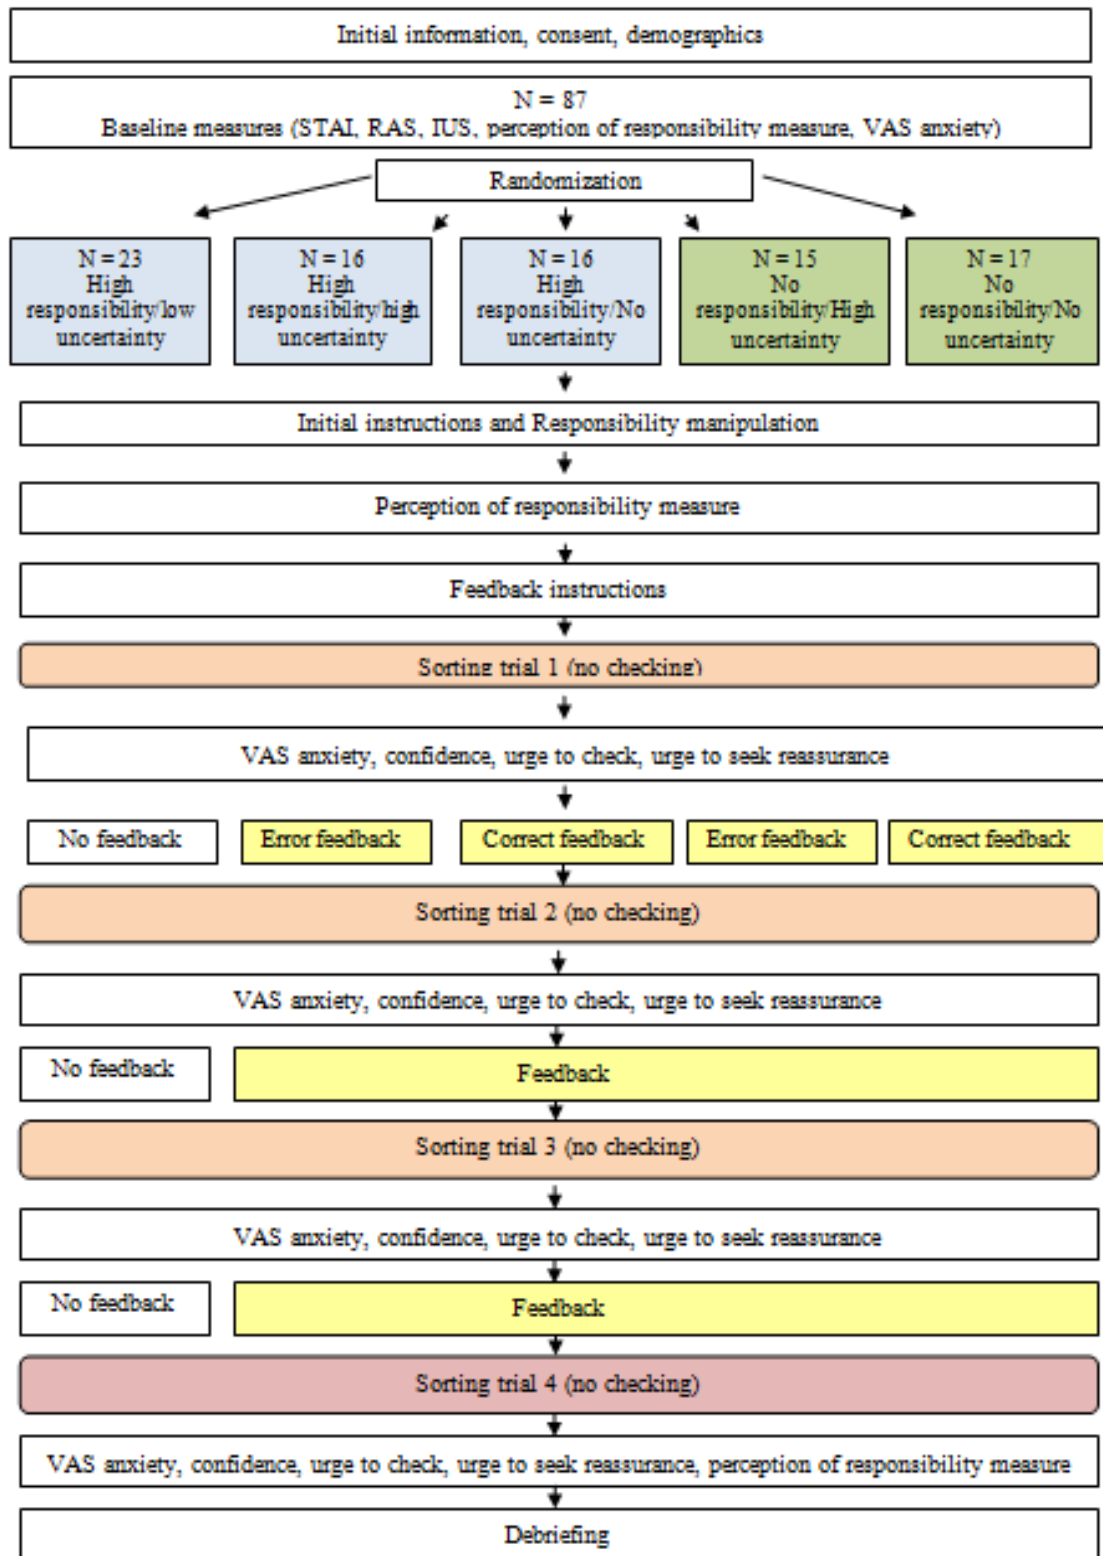 Initial information, consent, demographics
N = 87
Baseline measures (STAI, RAS, IUS, perception of responsibility measure, VAS anxiety)
Randomization
N = 23
High
responsibility/low
uncertainty
N = 16
High
responsibility/high
uncertainty
N = 16
High
responsibility/No
uncertainty
N = 15
No
responsibility/High
uncertainty
N = 17
No
responsibility/No
uncertainty
Initial instructions and Responsibility manipulation
Perception of responsibility measure
Feedback instructions
Sorting trial 1 (no checking)
VAS anxiety, confidence, urge to check, urge to seek reassurance
No feedback
Error feedback
Correct feedback
Error feedback
Correct feedback
Sorting trial 2 (no checking)
VAS anxiety, confidence, urge to check, urge to seek reassurance
No feedback
Feedback
Sorting trial 3 (no checking)
VAS anxiety, confidence, urge to check, urge to seek reassurance
No feedback
Feedback
Sorting trial 4 (no checking)
VAS anxiety, confidence, urge to check, urge to seek reassurance, perception of responsibility measure
Debriefing